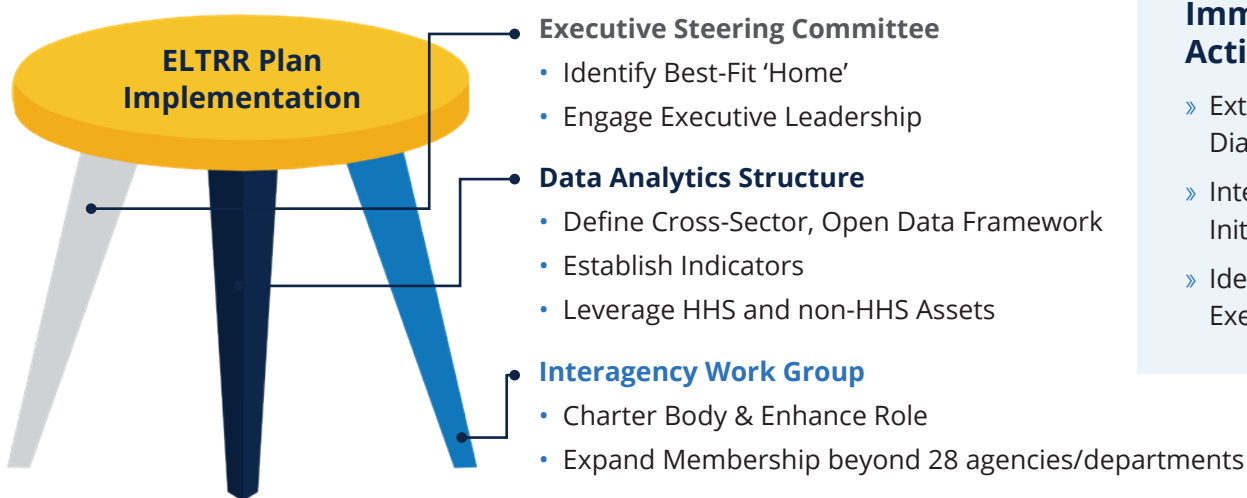 ELTRR Plan
Implementation
Executive Steering Committee
• Identify Best-Fit ‘Home’
• Engage Executive Leadership
Data Analytics Structure
• Define Cross-Sector, Open Data Framework
• Establish Indicators
• Leverage HHS and non-HHS Assets
Interagency Work Group
• Charter Body & Enhance Role
• Expand Membership beyond 28 agencies/departments